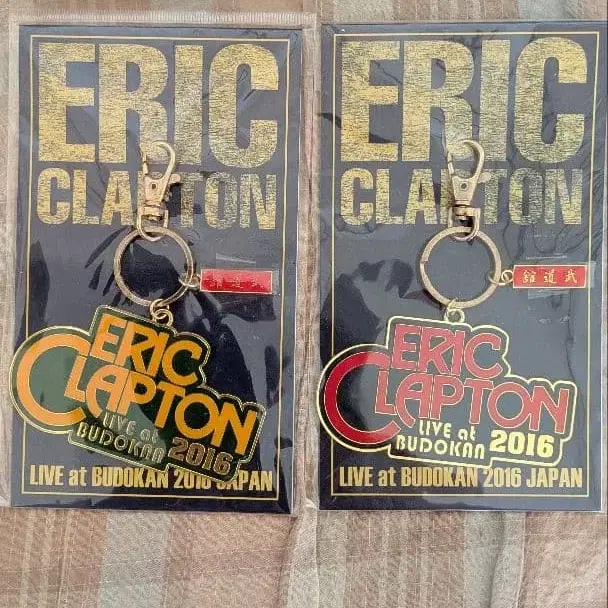 ERIC
CLAPTON
館道武
ERIC
CLAPTON
LIVE at
BUDOKAN 2016
LIVE at BUDOKAN 2016 JAPAN
ERIC
CLAPTON
館道武
ERIC
CLAPTON
LIVE at
BUDOKAN 2016
LIVE at BUDOKAN 2016 JAPAN